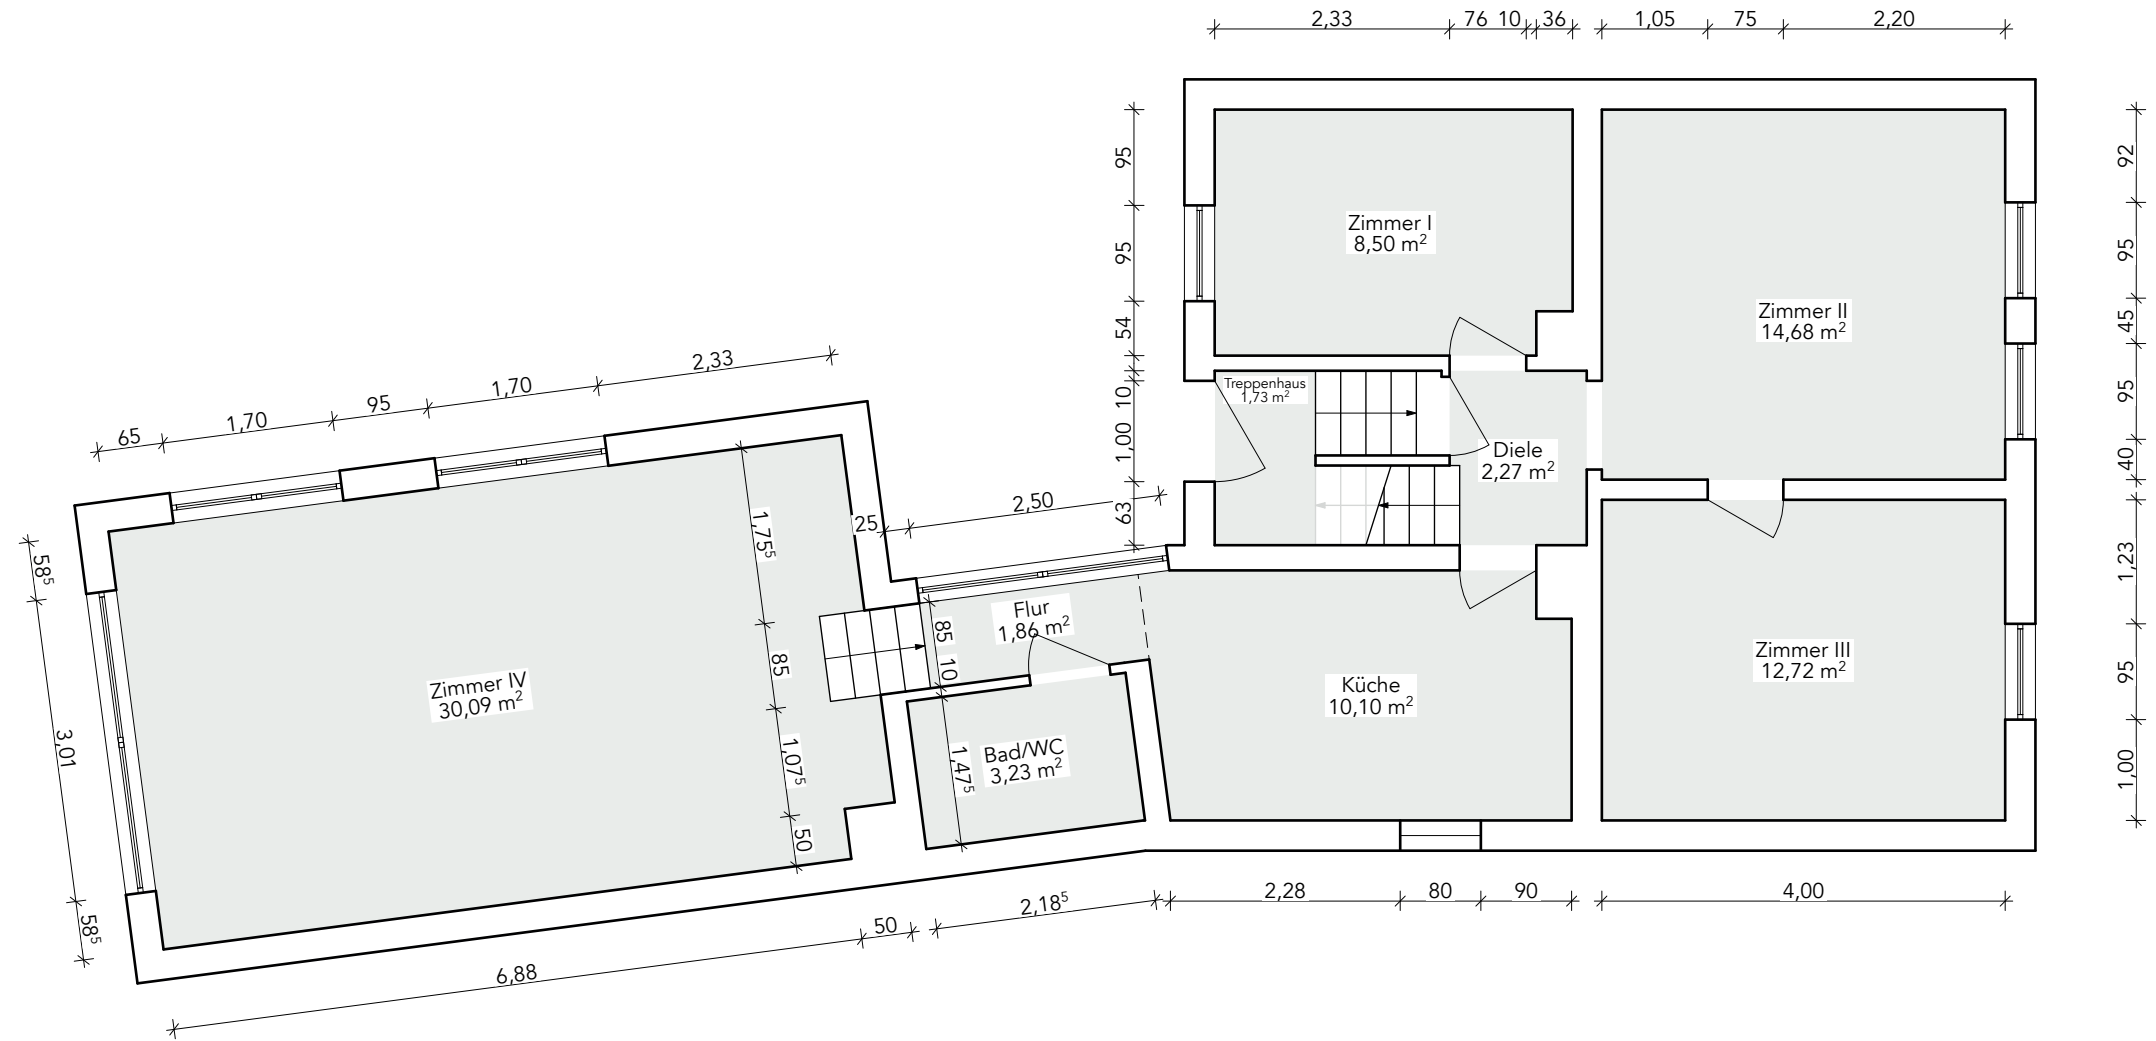 2,33 76 10 36 1,05 75 2,20
95
95
54
10
1,00
63
92
95
45
95
40
1,23
95
1,00
Zimmer I
8,50 m²
Zimmer II
14,68 m²
Treppenhaus
1,73 m²
Diele
2,27 m²
65 1,70 95 1,70 2,33
25 2,50
58⁵
3,01
58⁵
1,75⁵
85
1,07⁵
50
85
10
1,47⁵
Flur
1,86 m²
Zimmer IV
30,09 m²
Bad/WC
3,23 m²
Küche
10,10 m²
Zimmer III
12,72 m²
6,88 50 2,18⁵
2,28 80 90 4,00